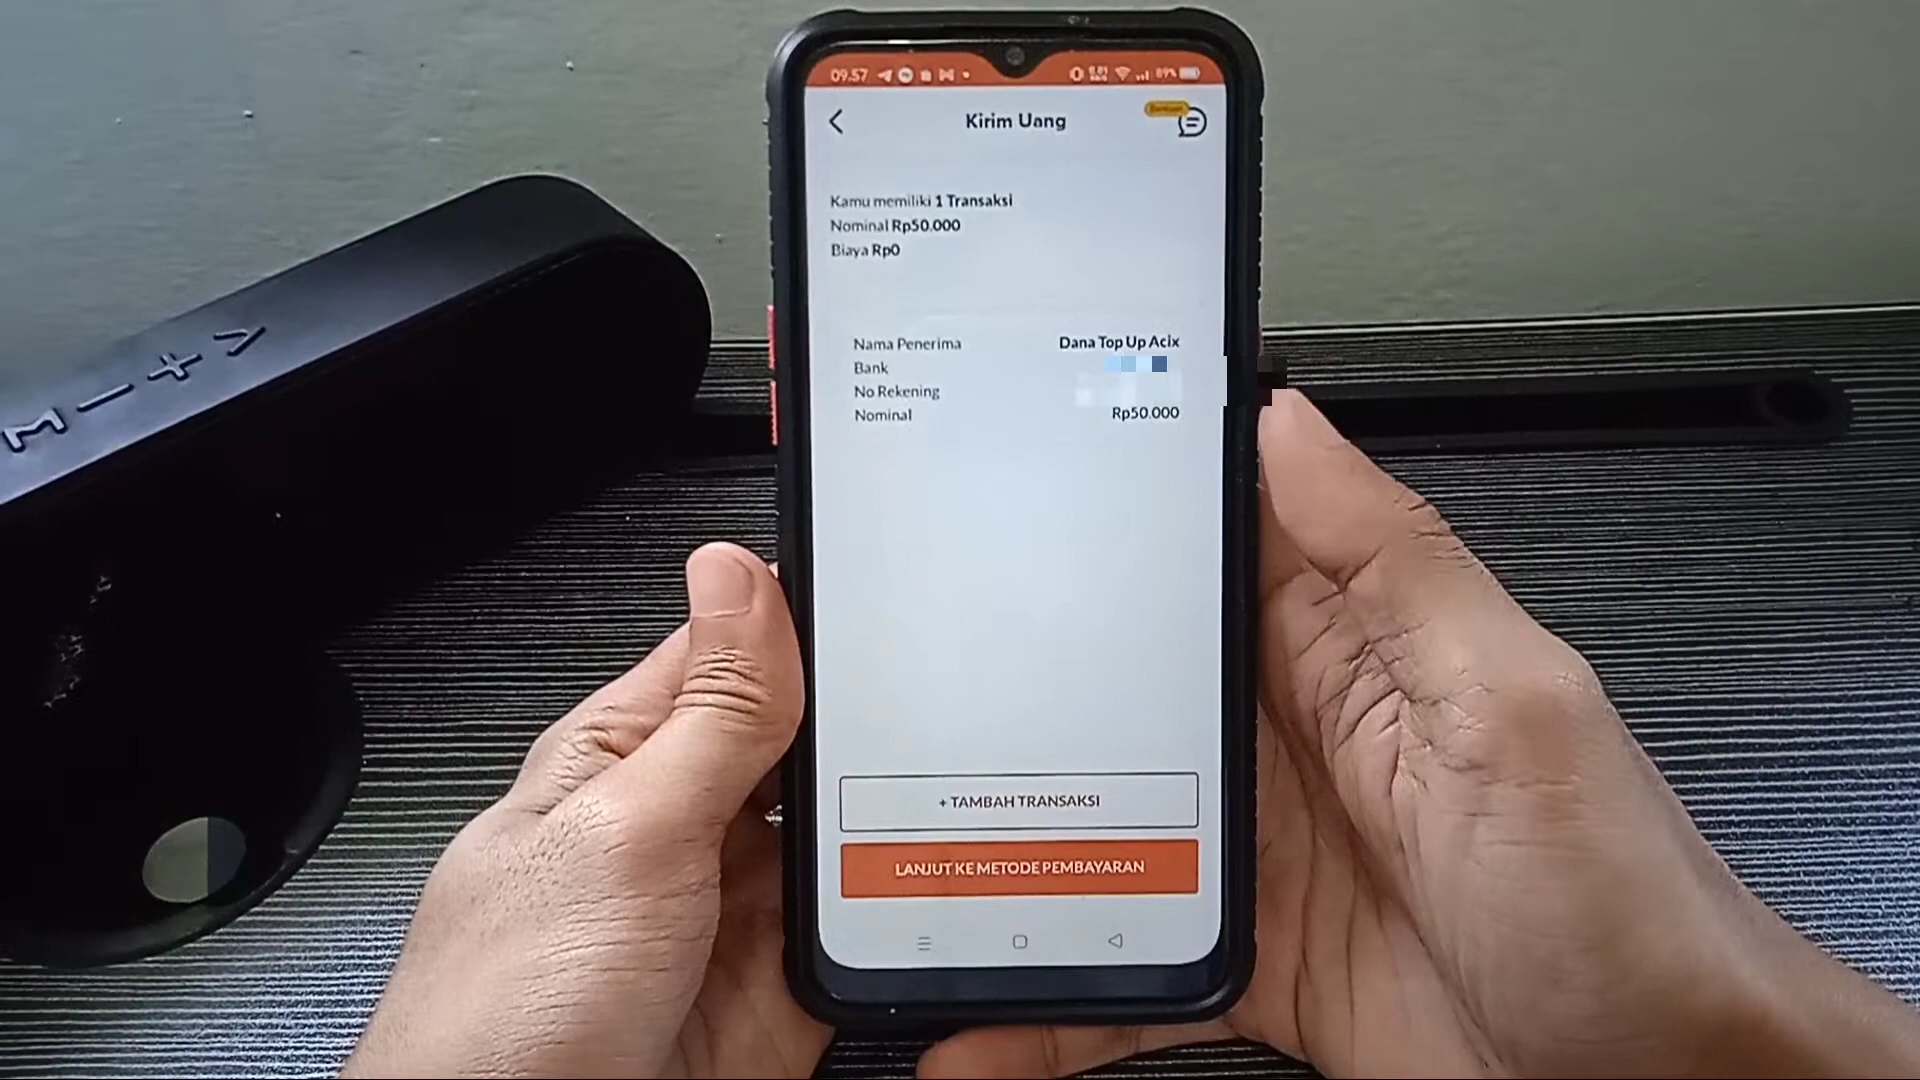 09.57
89%
Kirim Uang
Bantuan
Kamu memiliki 1 Transaksi
Nominal Rp50.000
Biaya Rp0
Nama Penerima Dana Top Up Acix
Bank
No Rekening
Nominal Rp50.000
+ TAMBAH TRANSAKSI
LANJUT KE METODE PEMBAYARAN
M − + >